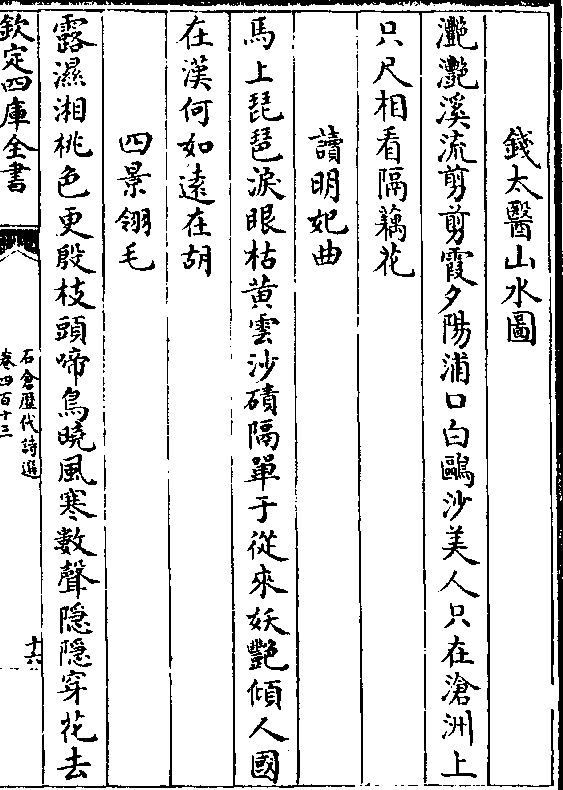 錢太醫山水圖
灔灔溪流剪剪霞夕陽浦口白鷗沙美人只在滄洲上
只尺相看隔藕花
讀明妃曲
馬上琵琶淚眼枯黄雲沙磧隔單于從來妖艷傾人國
在漢何如遠在胡
四景翎毛
露濕湘桃色更殷枝頭啼鳥曉風寒數聲隠隠穿花去
欽定四庫全書
石倉歷代詩選
卷四百十三
十六